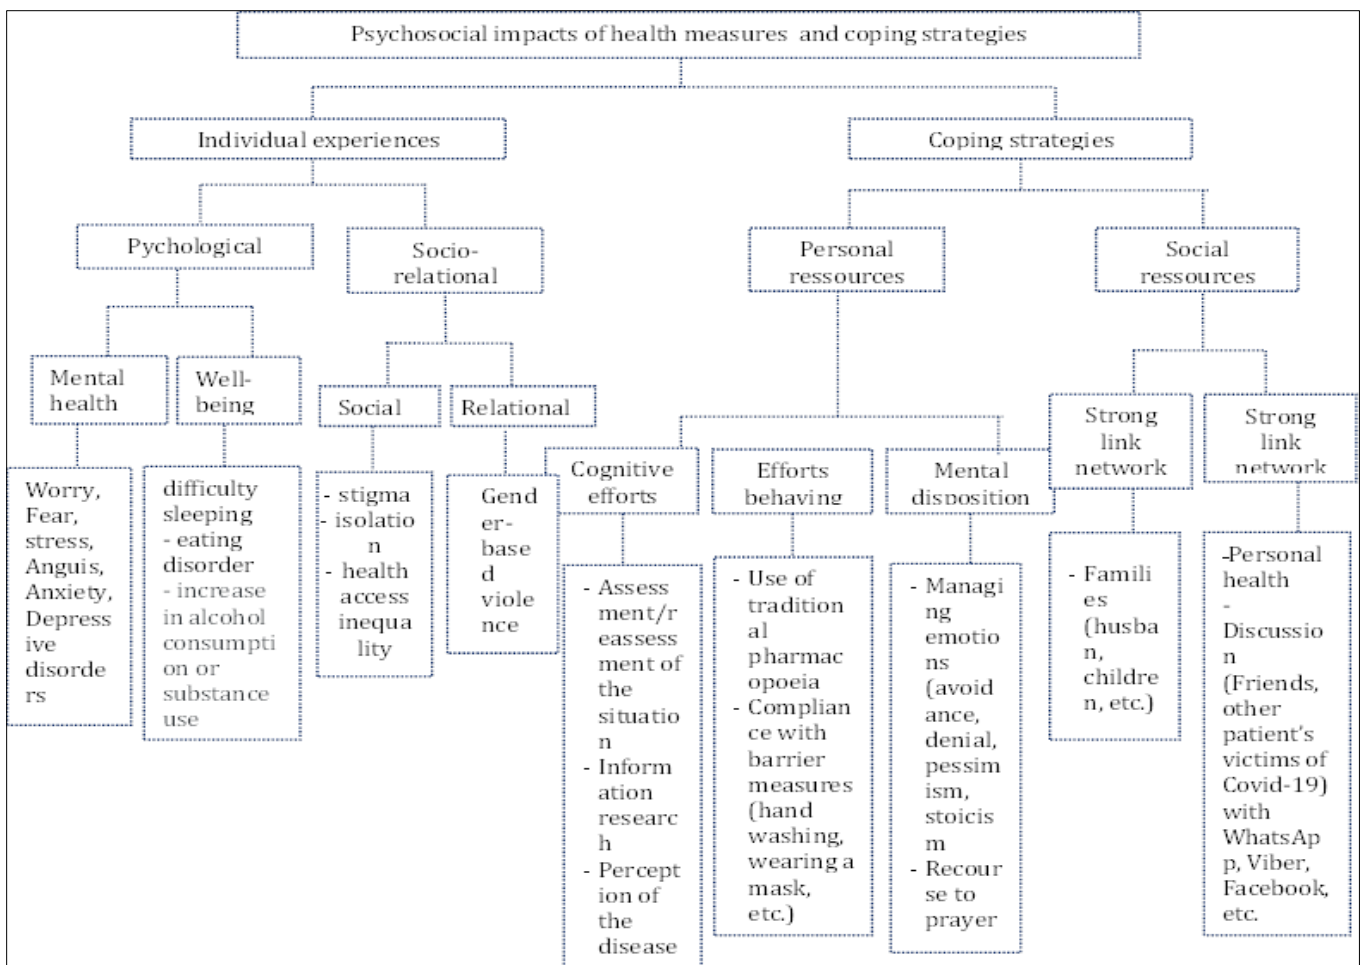 Psychosocial impacts of health measures and coping strategies
Individual experiences
Coping strategies
Pychological
Socio-
relational
Personal
ressources
Social
ressources
Mental
health
Well-
being
Social
Relational
Cognitive
efforts
Efforts
behaving
Mental
disposition
Strong
link
network
Strong
link
network
Worry,
Fear,
stress,
Anguis,
Anxiety,
Depress
ive
disorde
rs
difficulty
sleeping
- eating
disorder
- increase
in alcohol
consumpti
on or
substance
use
- stigma
- isolatio
n
- health
access
inequa
lity
Gend
er-
base
d
viole
nce
- Assess
ment/r
eassess
ment of
the
situatio
n
- Inform
ation
researc
h
- Percept
ion of
the
disease
- Use of
tradition
al
pharmac
opoeia
- Complian
ce with
barrier
measures
(hand
washing,
wearing a
mask,
etc.)
- Managi
ng
emotio
ns
(avoid
ance,
denial,
pessim
ism,
stoicis
m
- Recour
se to
prayer
- Famili
es
(husba
n,
childre
n, etc.)
-Personal
health
-
Discussio
n
(Friends,
other
patient's
victims of
Covid-19)
with
WhatsAp
p, Viber,
Facebook,
etc.